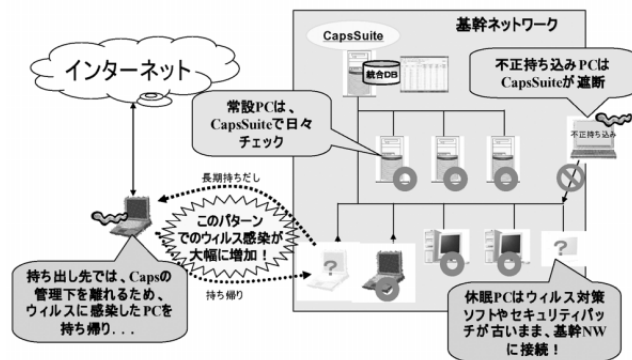 基幹ネットワーク
CapsSuite
インターネット
統合DB
不正持ち込みPCは
CapsSuiteが遮断
常設PCは、
CapsSuiteで日々
チェック
不正持ち込み
長期持ちだし
このパターン
でのウィルス感染が
大幅に増加！
?
?
持ち帰り
持ち出し先では、Capsの
管理下を離れるため、
ウィルスに感染したPCを
持ち帰り...
休眠PCはウィルス対策
ソフトやセキュリティパッ
チが古いまま、基幹NW
に接続！